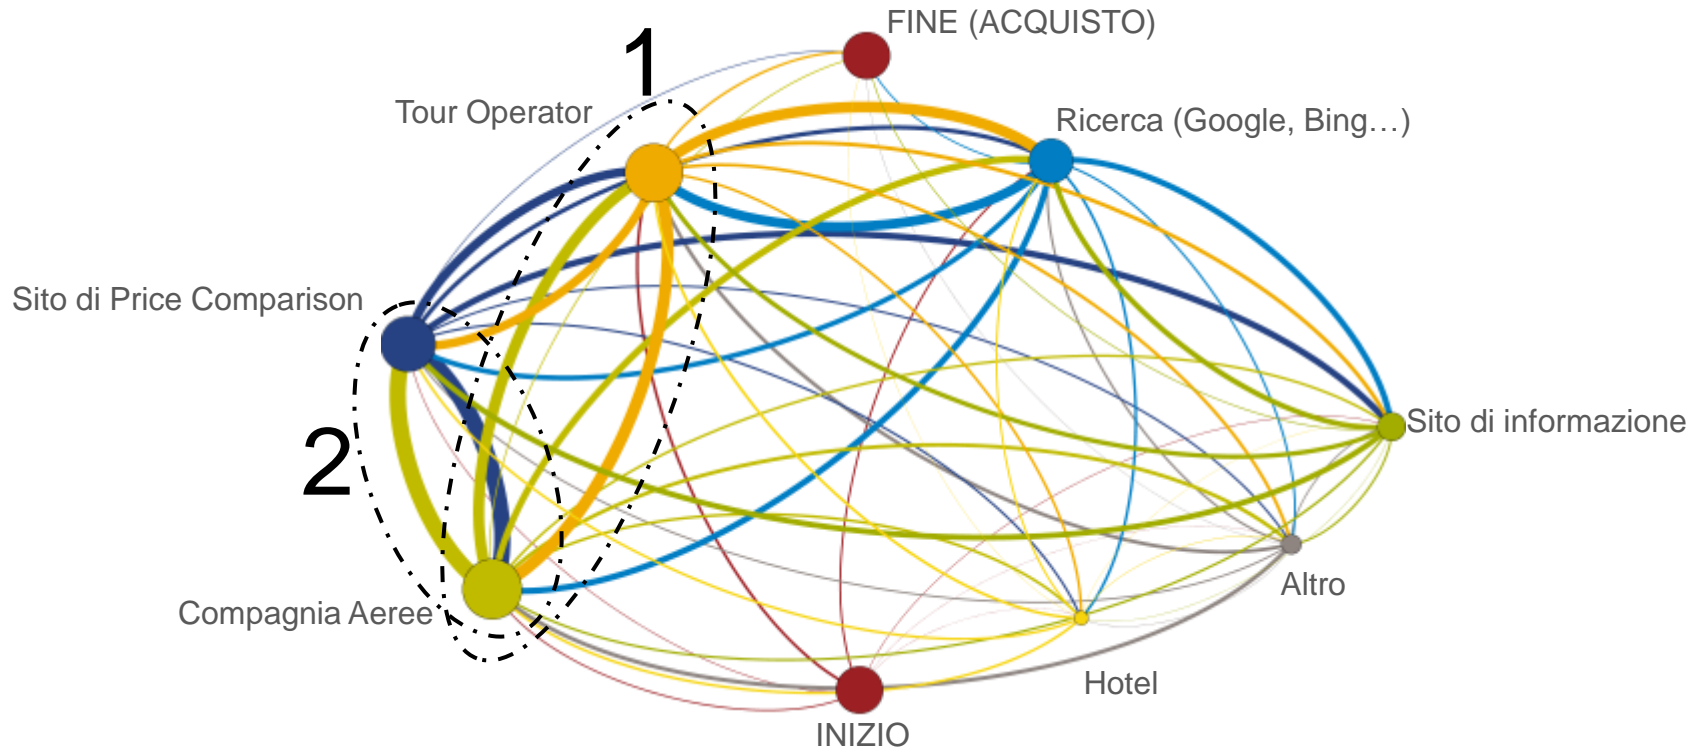 FINE (ACQUISTO)
1
Tour Operator
Ricerca (Google, Bing…)
Sito di Price Comparison
Sito di informazione
2
Altro
Compagnia Aeree
Hotel
INIZIO